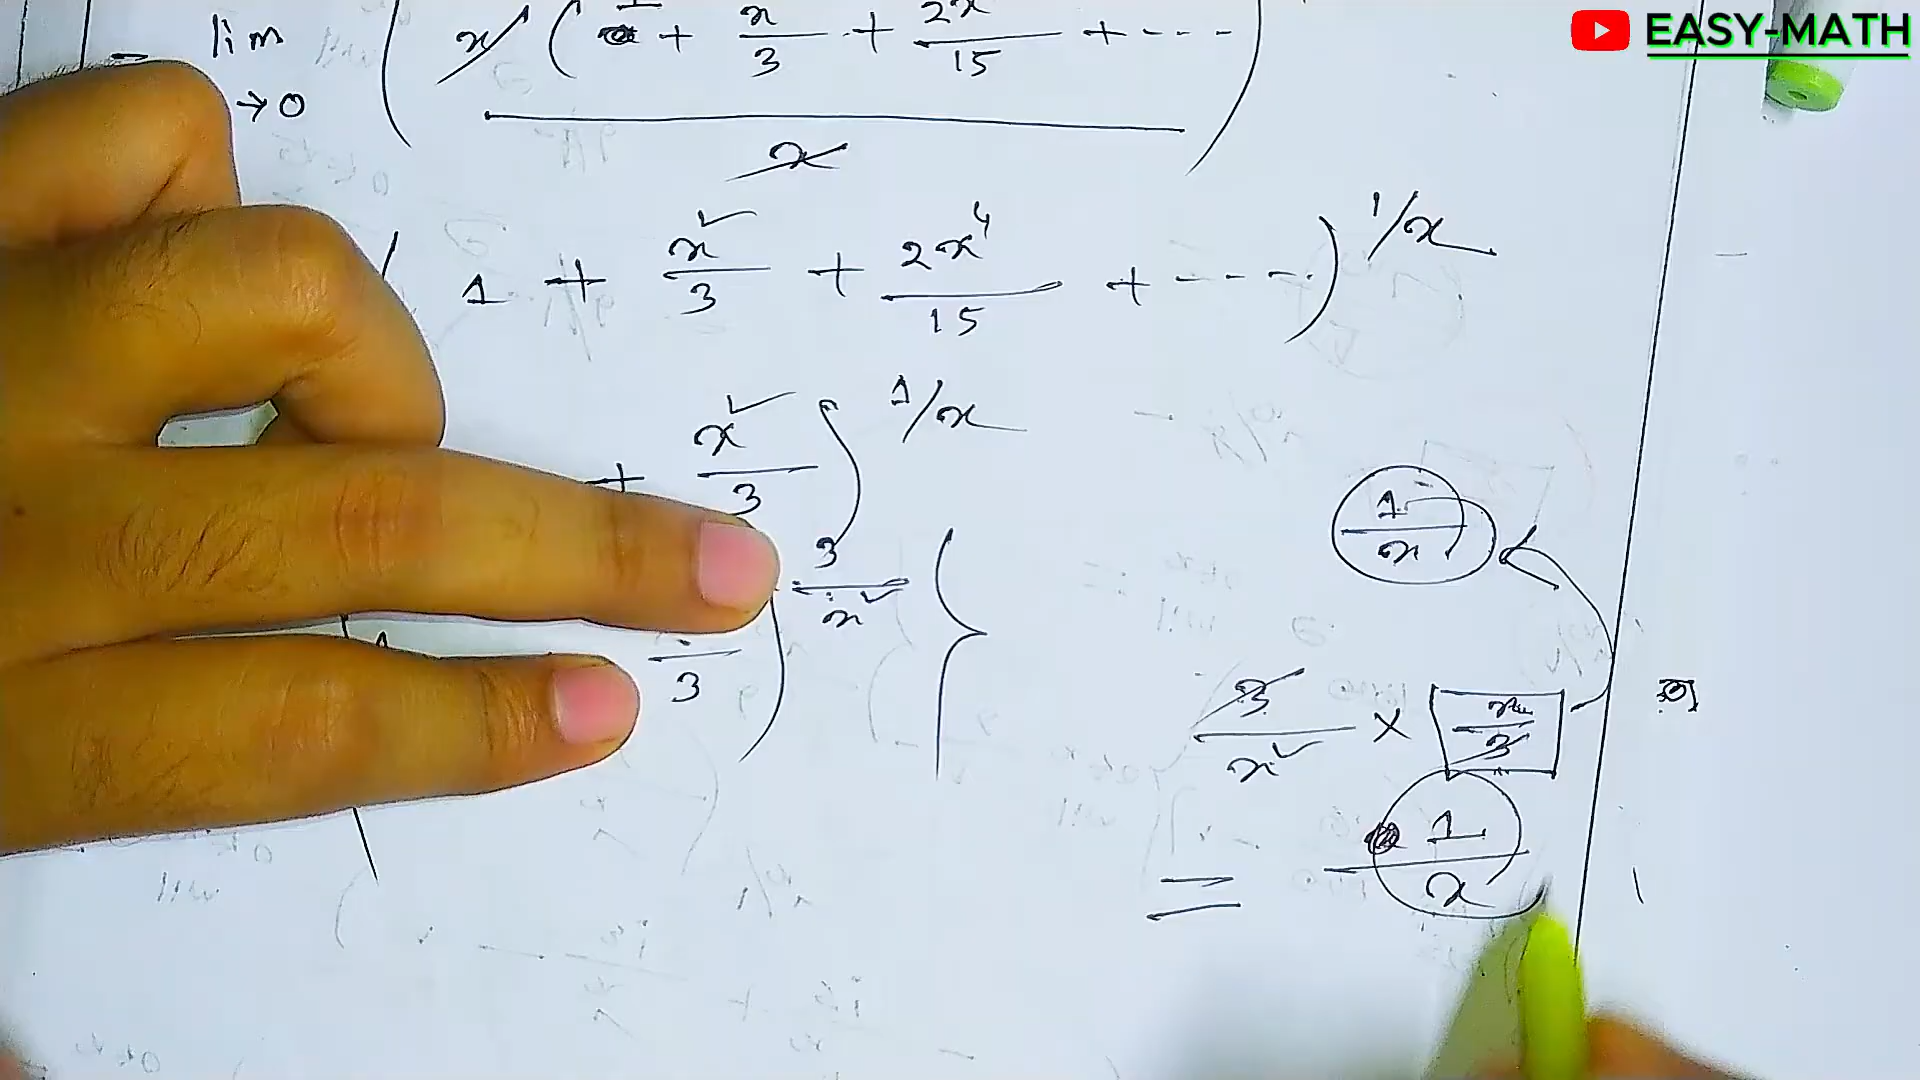 EASY-MATH
lim ( x ( 1 + x/3 + 2x/15 + ---
→0
x
( 1 + x²/3 + 2x⁴/15 + ---- )^1/x
+ x²/3 ) 1/x
1/x
3/x²
/3 )
3/x² × x/3
= 1/x